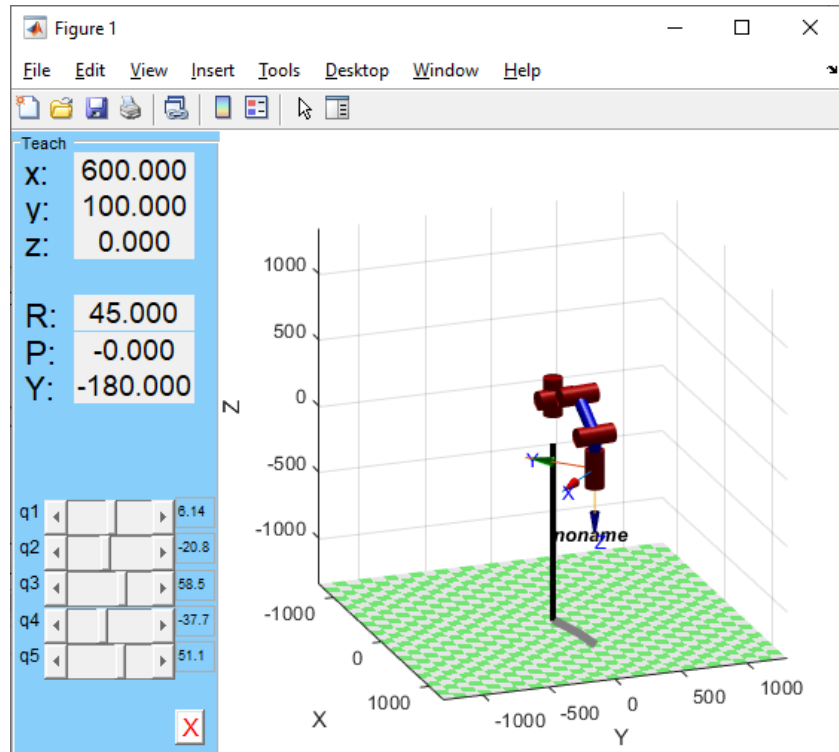 Figure 1
File Edit View Insert Tools Desktop Window Help
Teach
x: 600.000
y: 100.000
z: 0.000
R: 45.000
P: -0.000
Y: -180.000
q1 6.14
q2 -20.8
q3 58.5
q4 -37.7
q5 51.1
X
1000
500
0
-500
-1000
Z
Y
X
Z
noname
-1000
0
1000
X
-1000 -500 0 500 1000
Y